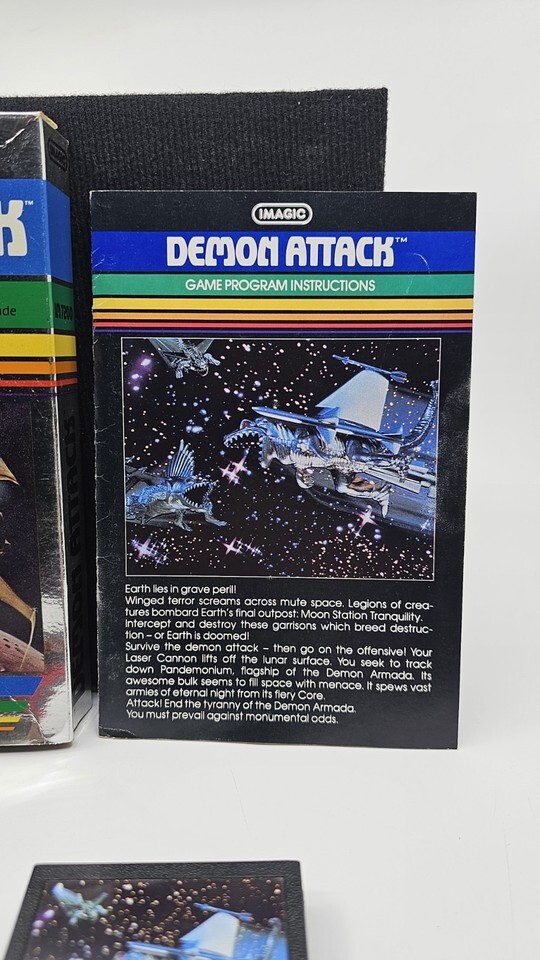 IMAGIC
DEMON ATTACK™
GAME PROGRAM INSTRUCTIONS
Earth lies in grave peril!
Winged terror screams across mute space. Legions of crea-
tures bombard Earth's final outpost: Moon Station Tranquility.
Intercept and destroy these garrisons which breed destruc-
tion – or Earth is doomed!
Survive the demon attack – then go on the offensive! Your
Laser Cannon lifts off the lunar surface. You seek to track
down Pandemonium, flagship of the Demon Armada. Its
awesome bulk seems to fill space with menace. It spews vast
armies of eternal night from its fiery Core.
Attack! End the tyranny of the Demon Armada.
You must prevail against monumental odds.
K™